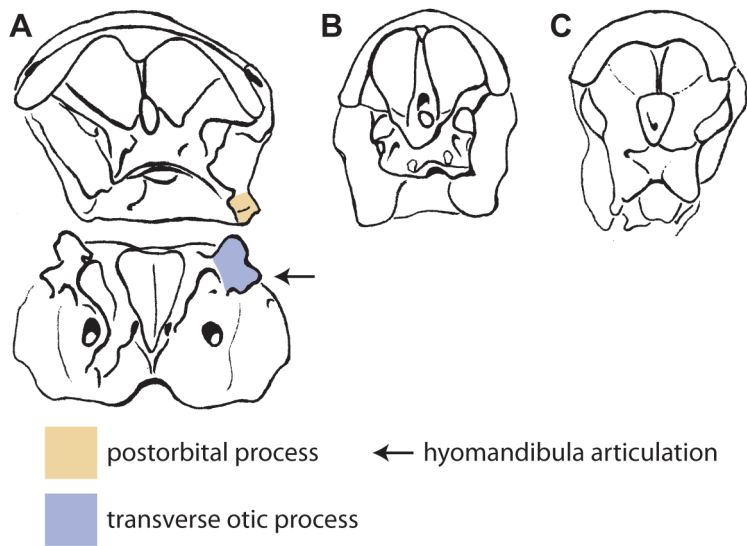 A B C
postorbital process
hyomandibula articulation
transverse otic process